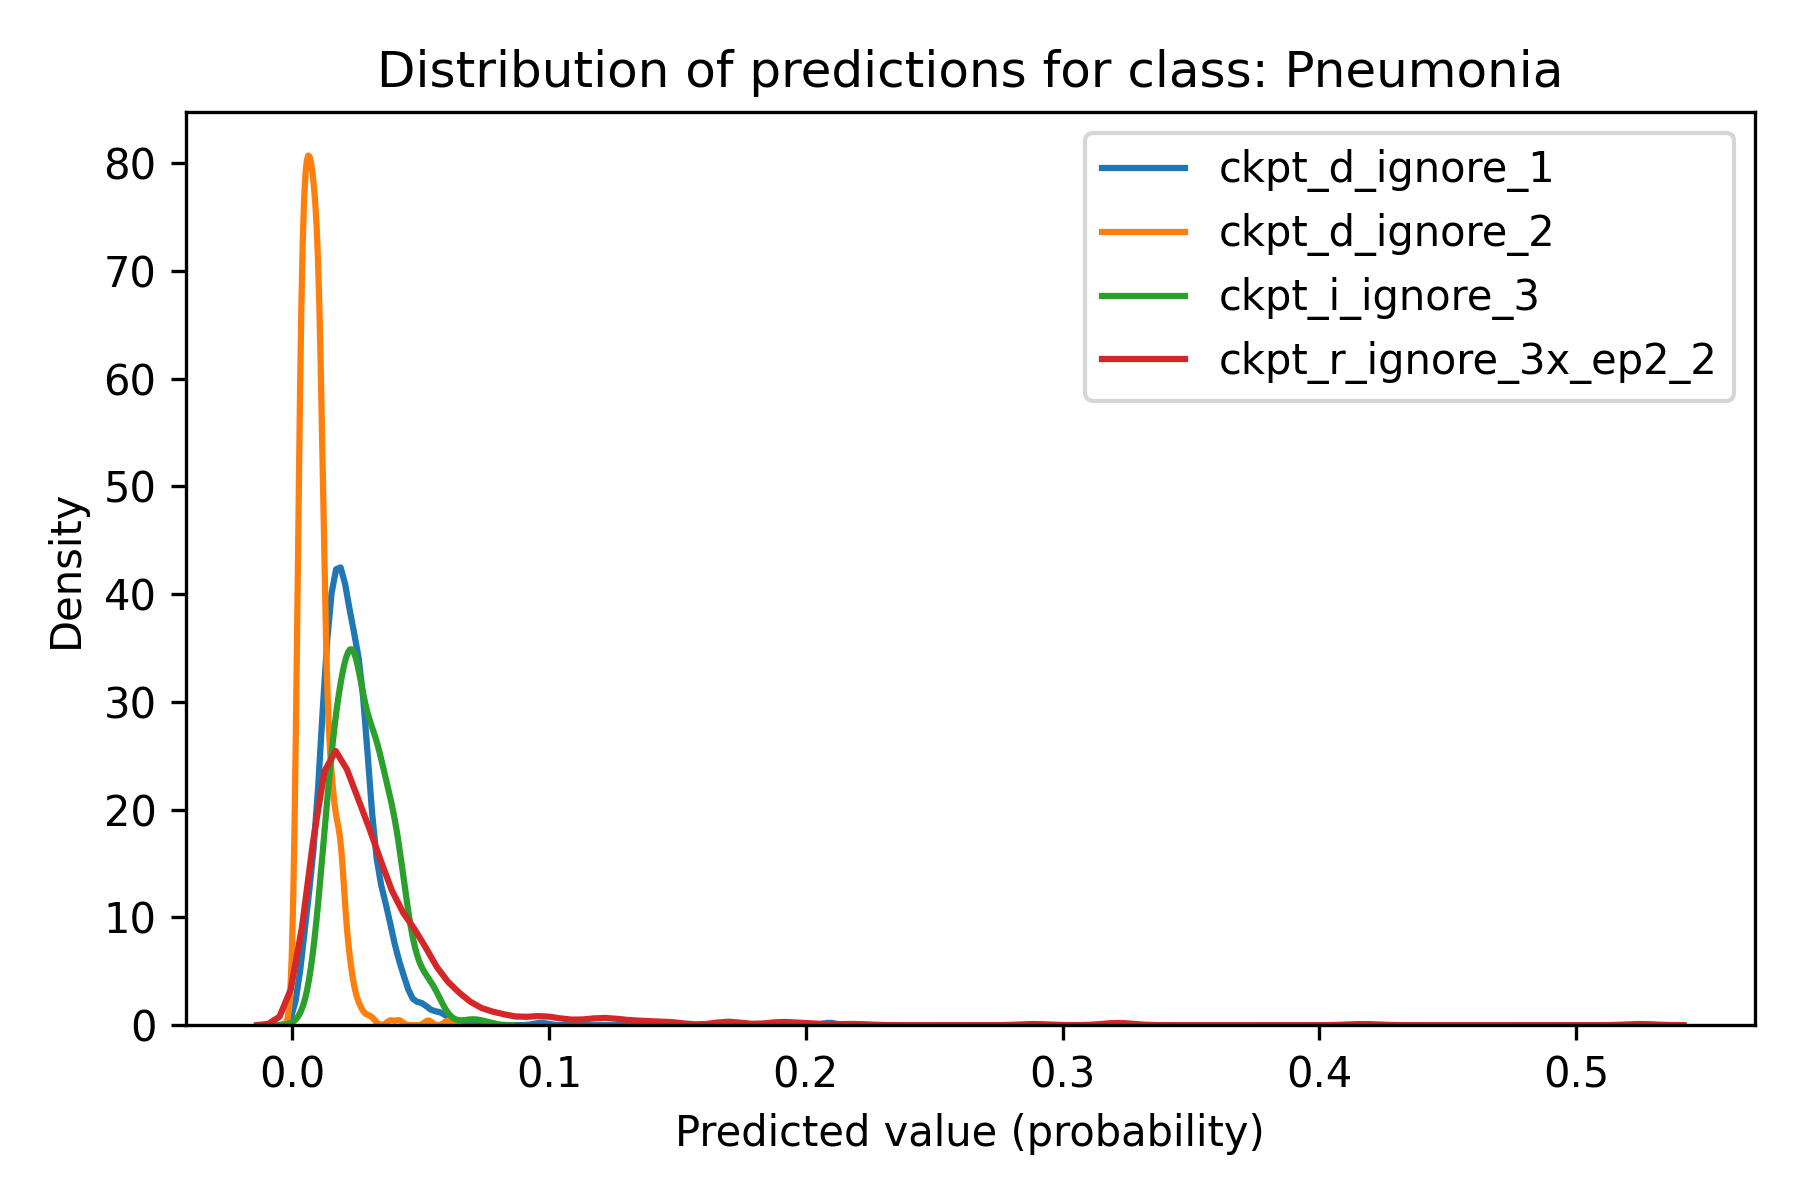 Distribution of predictions for class: Pneumonia
80
70
60
50
40
30
20
10
0
Density
ckpt_d_ignore_1
ckpt_d_ignore_2
ckpt_i_ignore_3
ckpt_r_ignore_3x_ep2_2
0.0 0.1 0.2 0.3 0.4 0.5
Predicted value (probability)